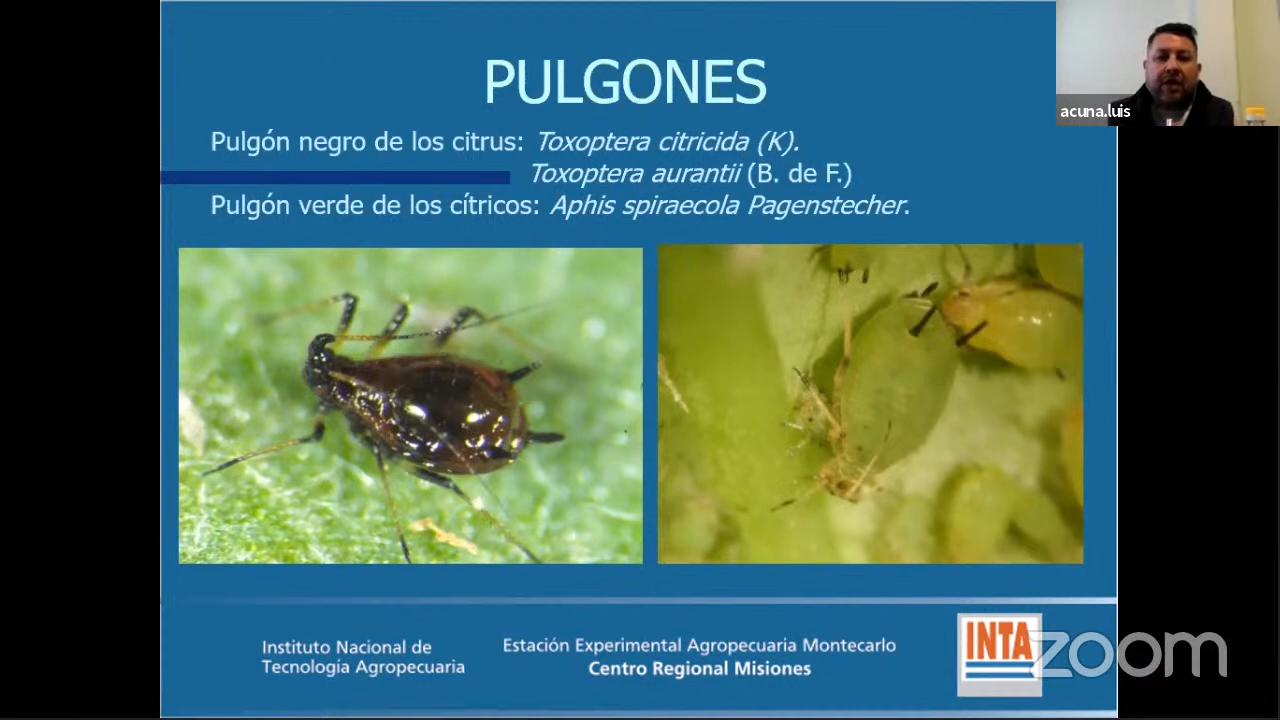 PULGONES
acuna.luis
Pulgón negro de los citrus: Toxoptera citricida (K).
Toxoptera aurantii (B. de F.)
Pulgón verde de los cítricos: Aphis spiraecola Pagenstecher.
Instituto Nacional de
Tecnología Agropecuaria
Estación Experimental Agropecuaria Montecarlo
Centro Regional Misiones
INTA
zoom